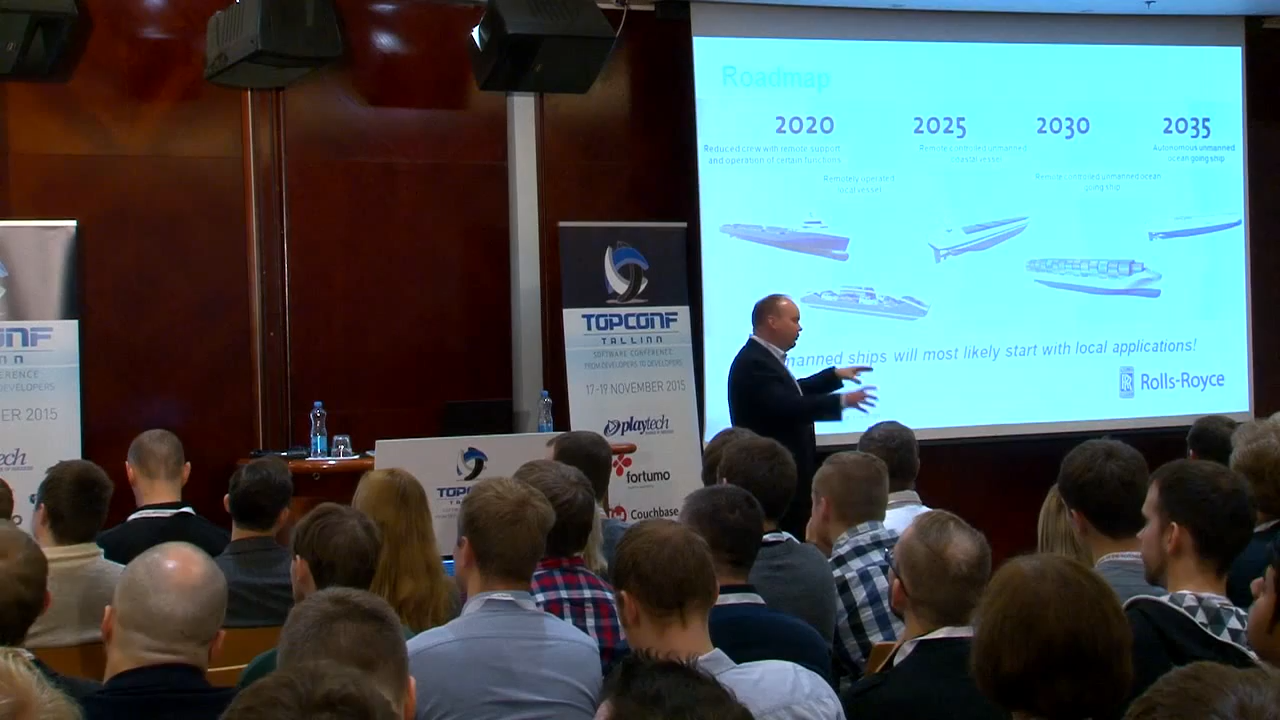 Roadmap
2020
2025
2030
2035
Reduced crew with remote support
and operation of certain functions
Remote controlled unmanned
coastal vessel
Autonomous unmanned
ocean going ship
Remotely operated
local vessel
Remote controlled unmanned ocean
going ship
manned ships will most likely start with local applications!
Rolls-Royce
TOPCONF
TALLINN
SOFTWARE CONFERENCE
FROM DEVELOPERS TO DEVELOPERS
17-19 NOVEMBER 2015
playtech
fortumo
Couchbase
ER 2015